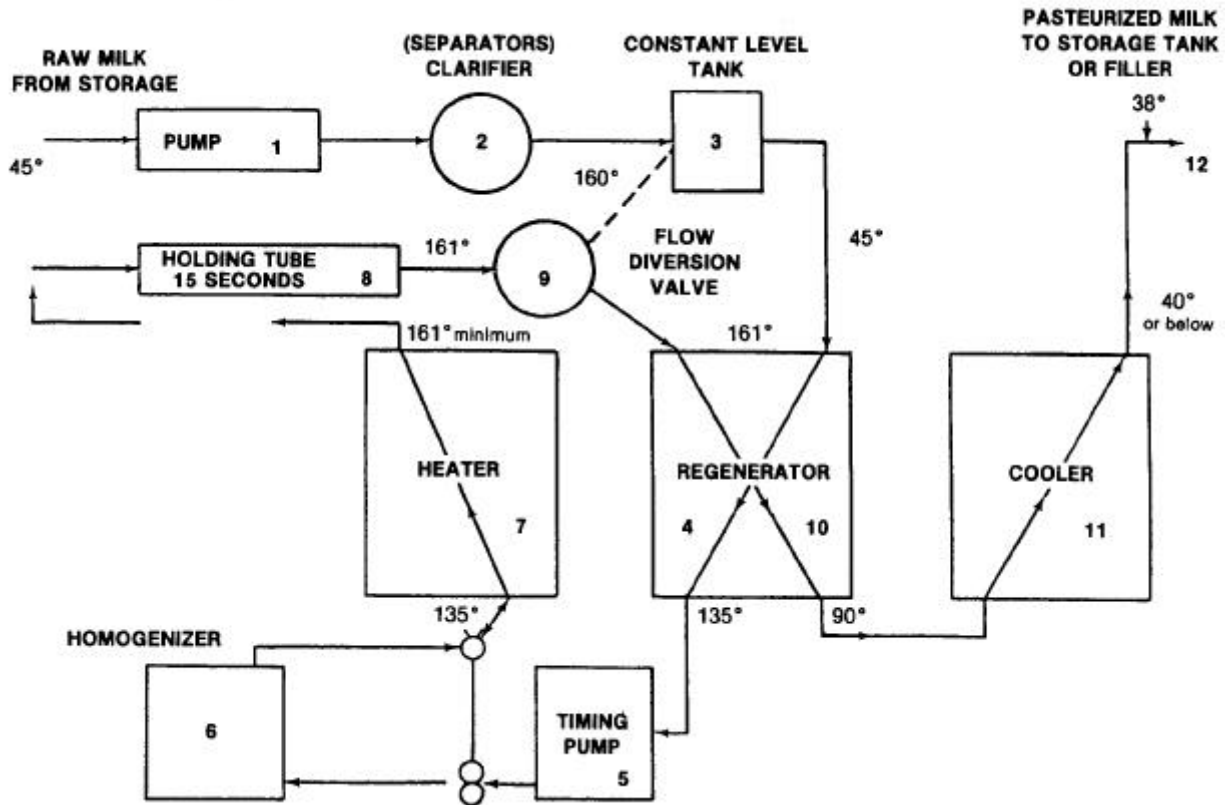 RAW MILK
FROM STORAGE
(SEPARATORS)
CLARIFIER
CONSTANT LEVEL
TANK
PASTEURIZED MILK
TO STORAGE TANK
OR FILLER
38°
PUMP 1
2
3
12
45°
160°
HOLDING TUBE
15 SECONDS 8
161°
9
FLOW
DIVERSION
VALVE
45°
40°
or below
161° minimum
161°
HEATER
7
REGENERATOR
4
10
COOLER
11
135°
135°
90°
HOMOGENIZER
6
TIMING
PUMP
5